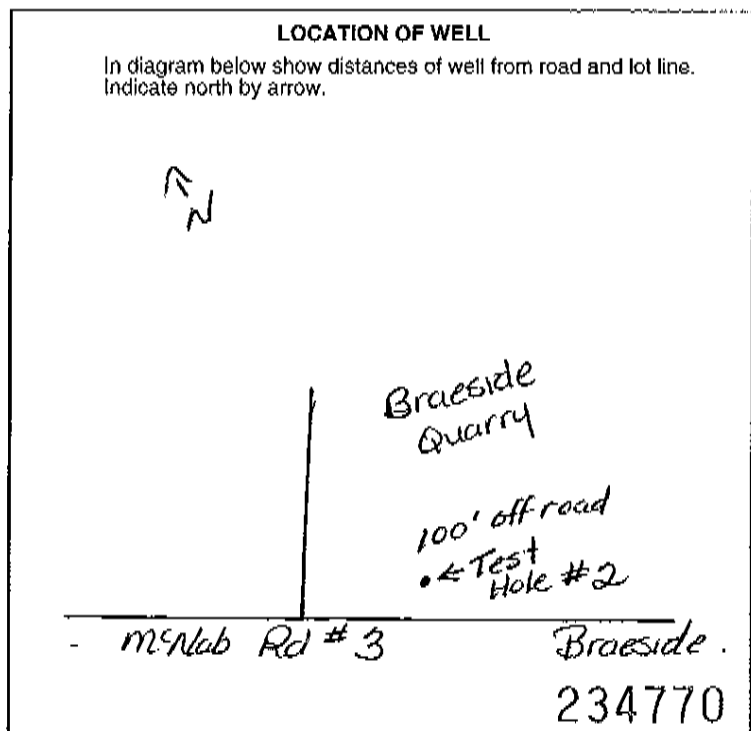 LOCATION OF WELL
In diagram below show distances of well from road and lot line.
Indicate north by arrow.
N
Braeside
Quarry
100' off road
Test
Hole #2
McNab Rd #3
Braeside.
234770